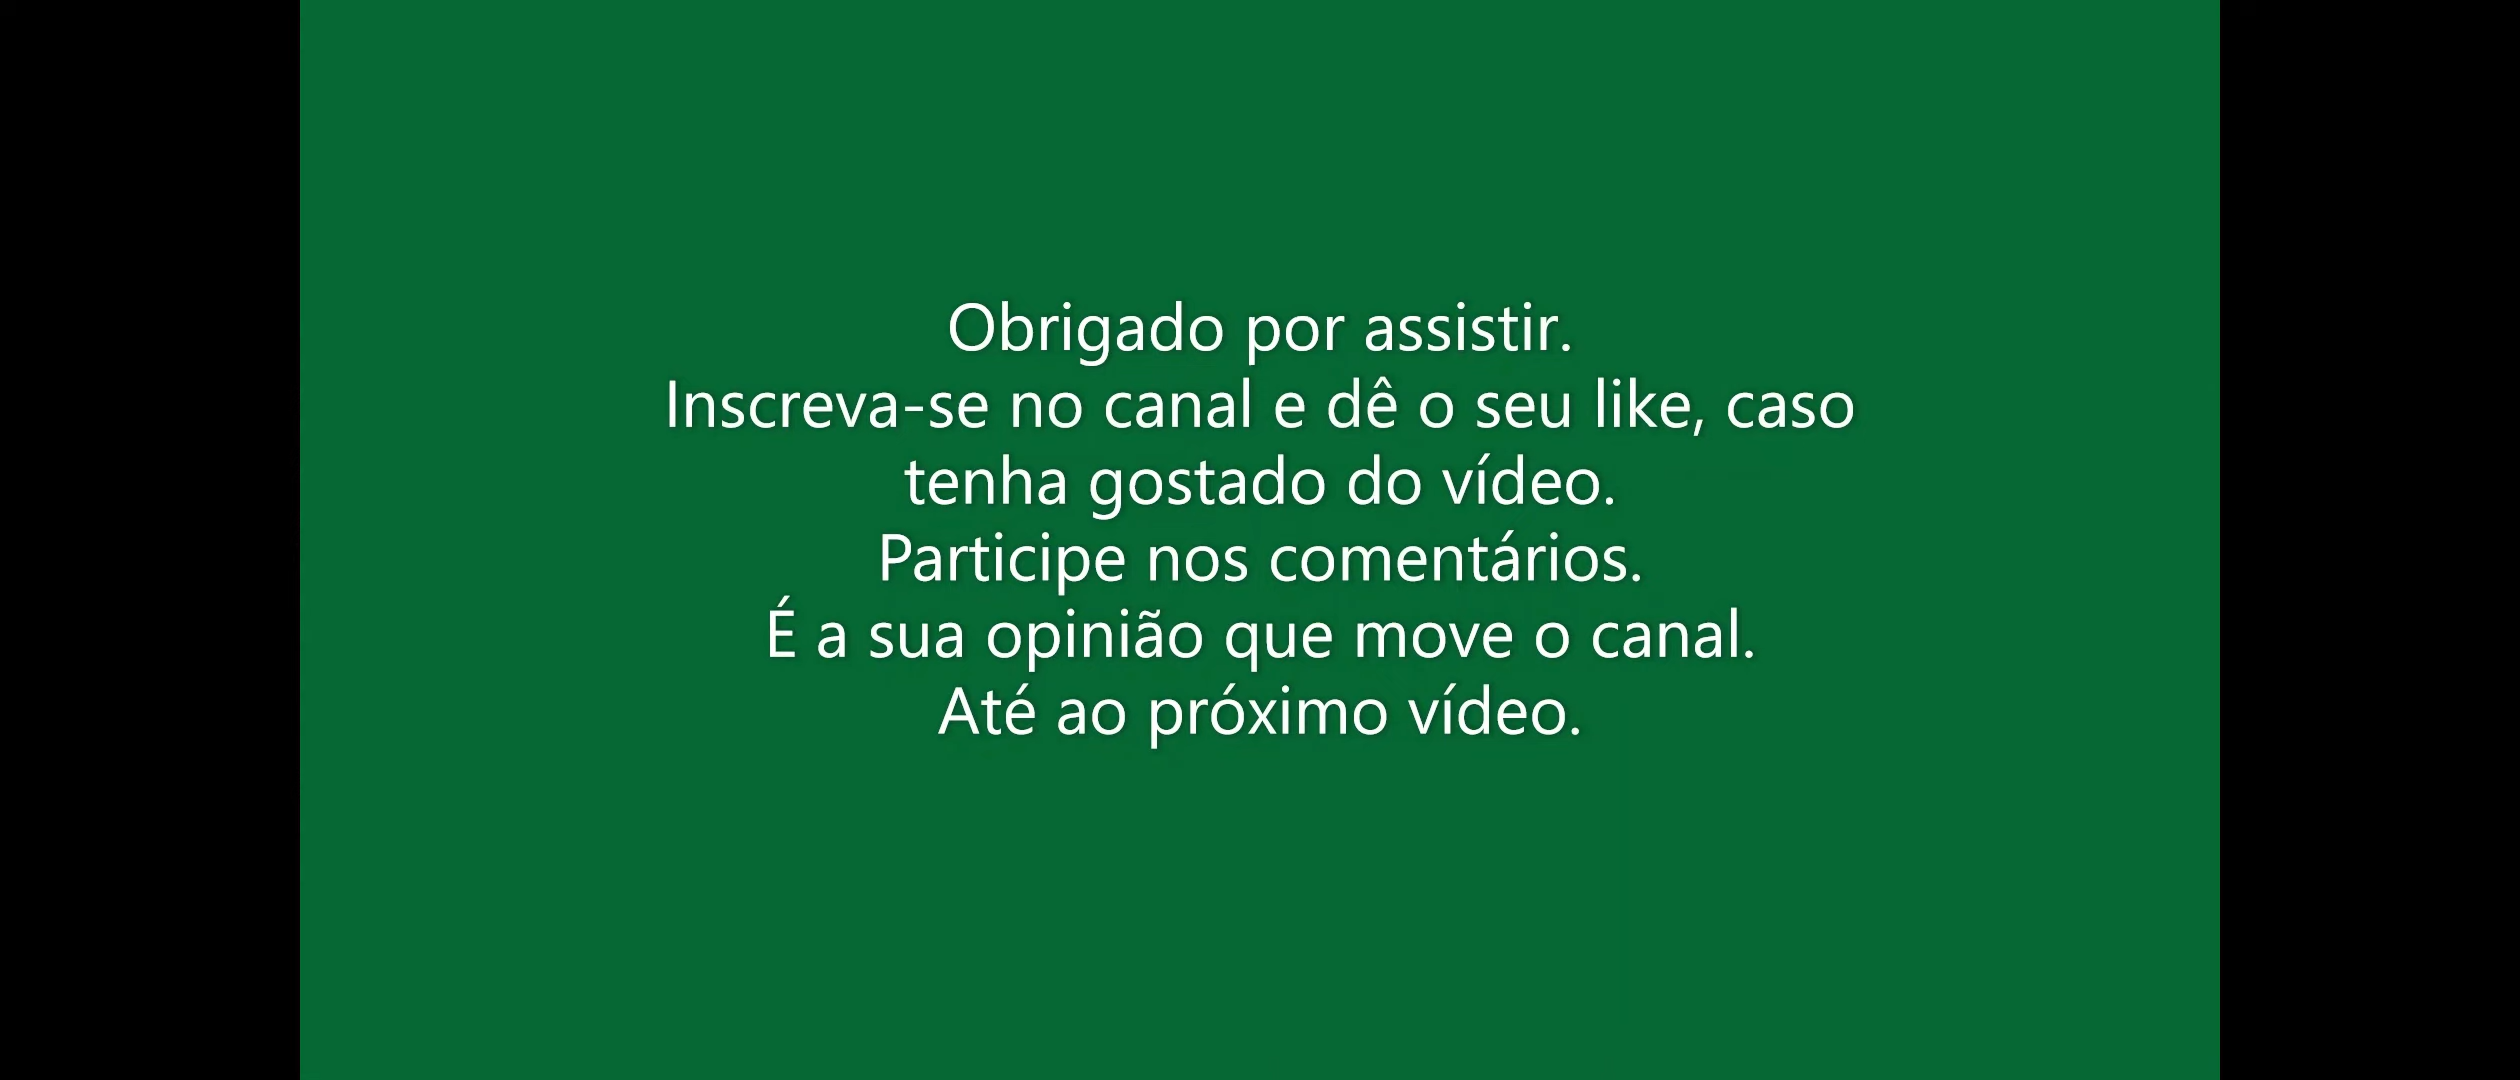 Obrigado por assistir.
Inscreva-se no canal e dê o seu like, caso
tenha gostado do vídeo.
Participe nos comentários.
É a sua opinião que move o canal.
Até ao próximo vídeo.